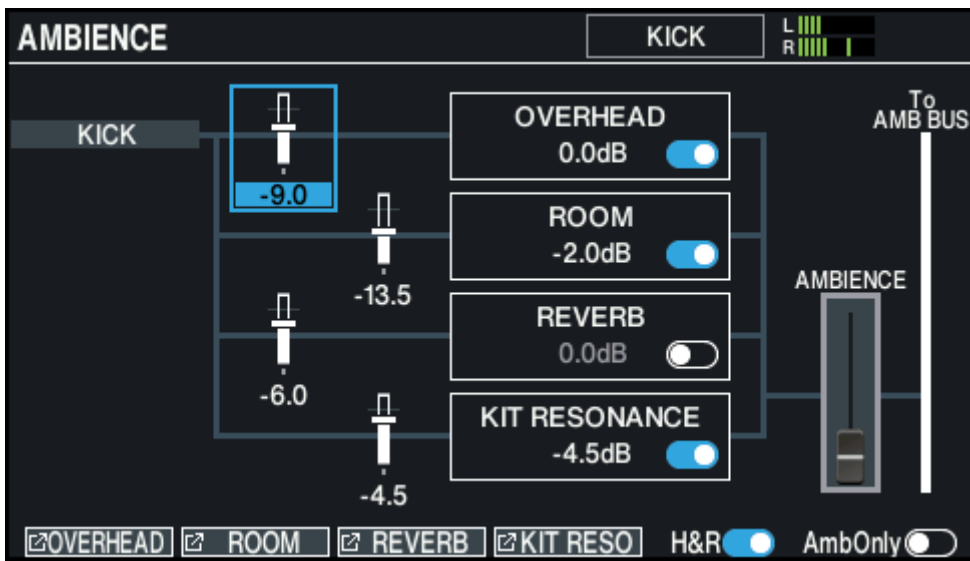 AMBIENCE
KICK
L
R
KICK
-9.0
OVERHEAD
0.0dB
To
AMB BUS
-13.5
ROOM
-2.0dB
AMBIENCE
-6.0
REVERB
0.0dB
-4.5
KIT RESONANCE
-4.5dB
OVERHEAD
ROOM
REVERB
KIT RESO
H&R
AmbOnly